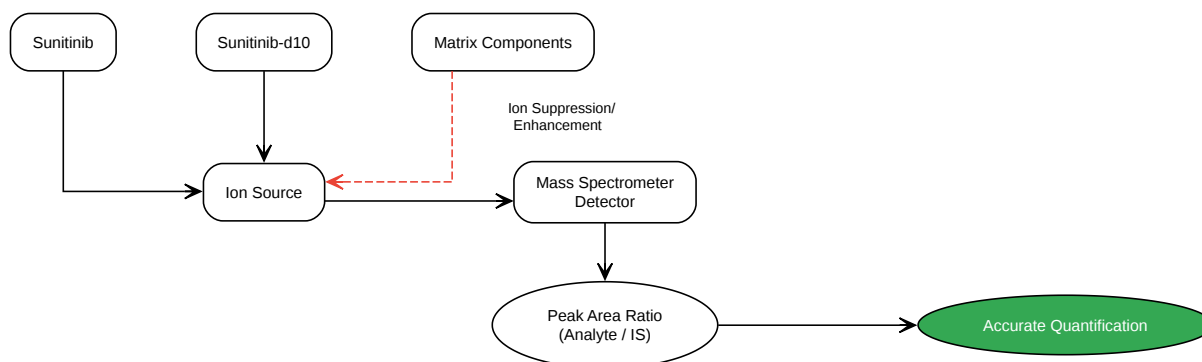 Sunitinib
Sunitinib-d10
Matrix Components
Ion Suppression/
Enhancement
Ion Source
Mass Spectrometer
Detector
Peak Area Ratio
(Analyte / IS)
Accurate Quantification